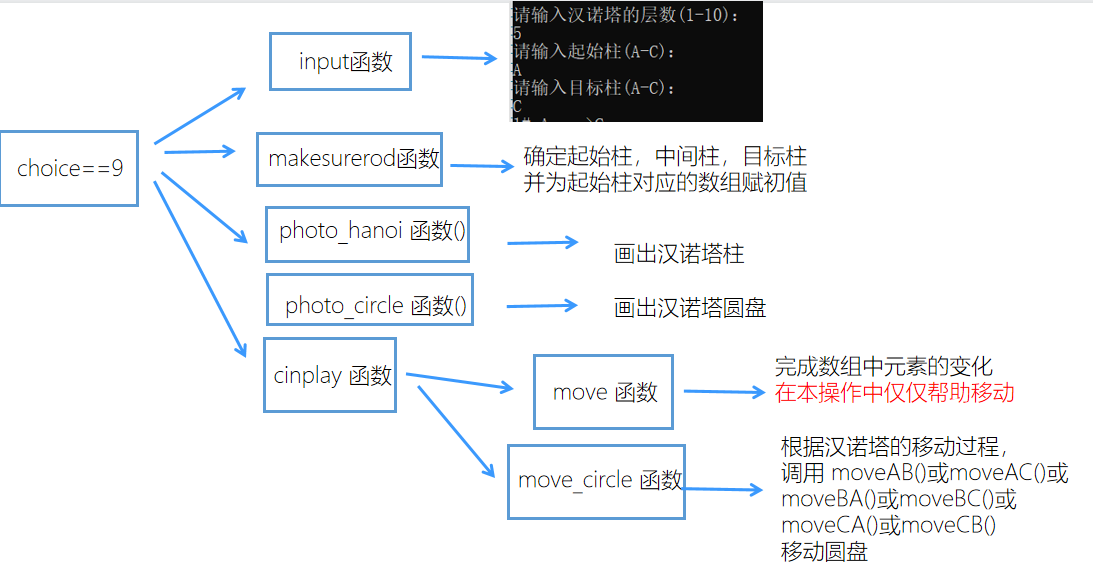 请输入汉诺塔的层数(1-10):
5
请输入起始柱(A-C):
A
请输入目标柱(A-C):
C
input函数
choice==9
makesurerod函数
确定起始柱，中间柱，目标柱
并为起始柱对应的数组赋初值
photo_hanoi 函数()
画出汉诺塔柱
photo_circle 函数()
画出汉诺塔圆盘
cinplay 函数
move 函数
完成数组中元素的变化
在本操作中仅仅帮助移动
move_circle 函数
根据汉诺塔的移动过程，
调用 moveAB()或moveAC()或
moveBA()或moveBC()或
moveCA()或moveCB()
移动圆盘